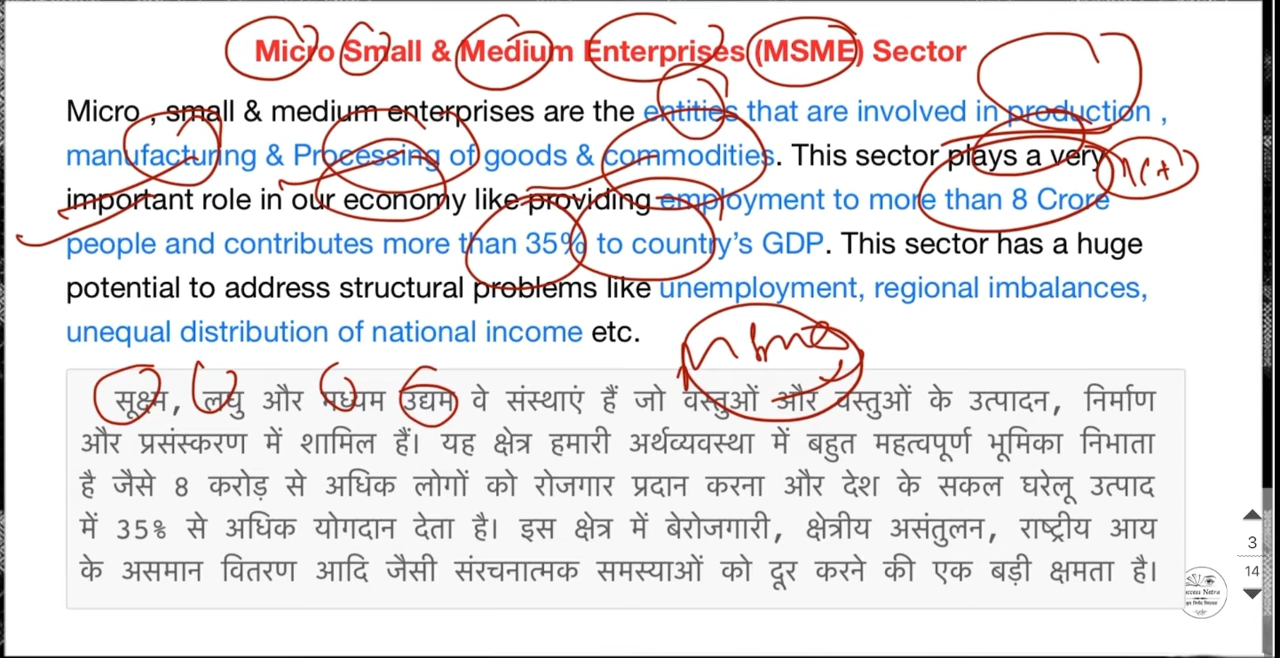 Micro Small & Medium Enterprises (MSME) Sector
Micro , small & medium enterprises are the entities that are involved in production ,
manufacturing & Processing of goods & commodities. This sector plays a very
important role in our economy like providing employment to more than 8 Crore
people and contributes more than 35% to country’s GDP. This sector has a huge
potential to address structural problems like unemployment, regional imbalances,
unequal distribution of national income etc.
सूक्ष्म, लघु और मध्यम उद्यम वे संस्थाएं हैं जो वस्तुओं और वस्तुओं के उत्पादन, निर्माण
और प्रसंस्करण में शामिल हैं। यह क्षेत्र हमारी अर्थव्यवस्था में बहुत महत्वपूर्ण भूमिका निभाता
है जैसे 8 करोड़ से अधिक लोगों को रोजगार प्रदान करना और देश के सकल घरेलू उत्पाद
में 35% से अधिक योगदान देता है। इस क्षेत्र में बेरोजगारी, क्षेत्रीय असंतुलन, राष्ट्रीय आय
के असमान वितरण आदि जैसी संरचनात्मक समस्याओं को दूर करने की एक बड़ी क्षमता है।
3
14